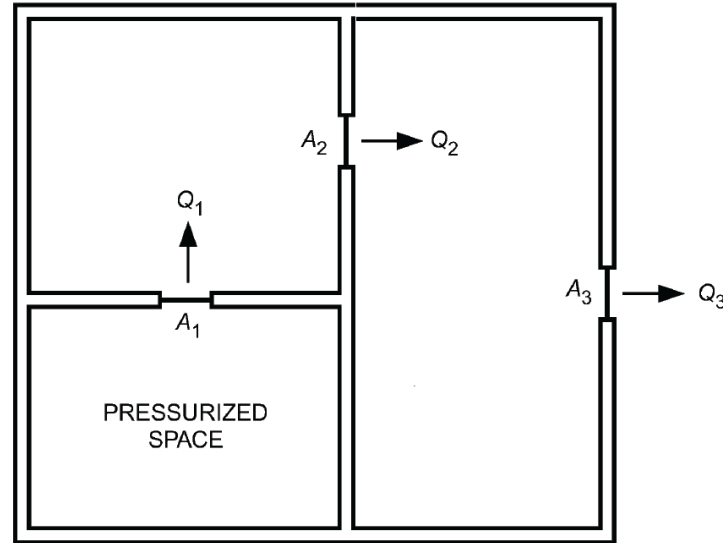 A₂
Q₂
Q₁
A₃
Q₃
A₁
PRESSURIZED
SPACE